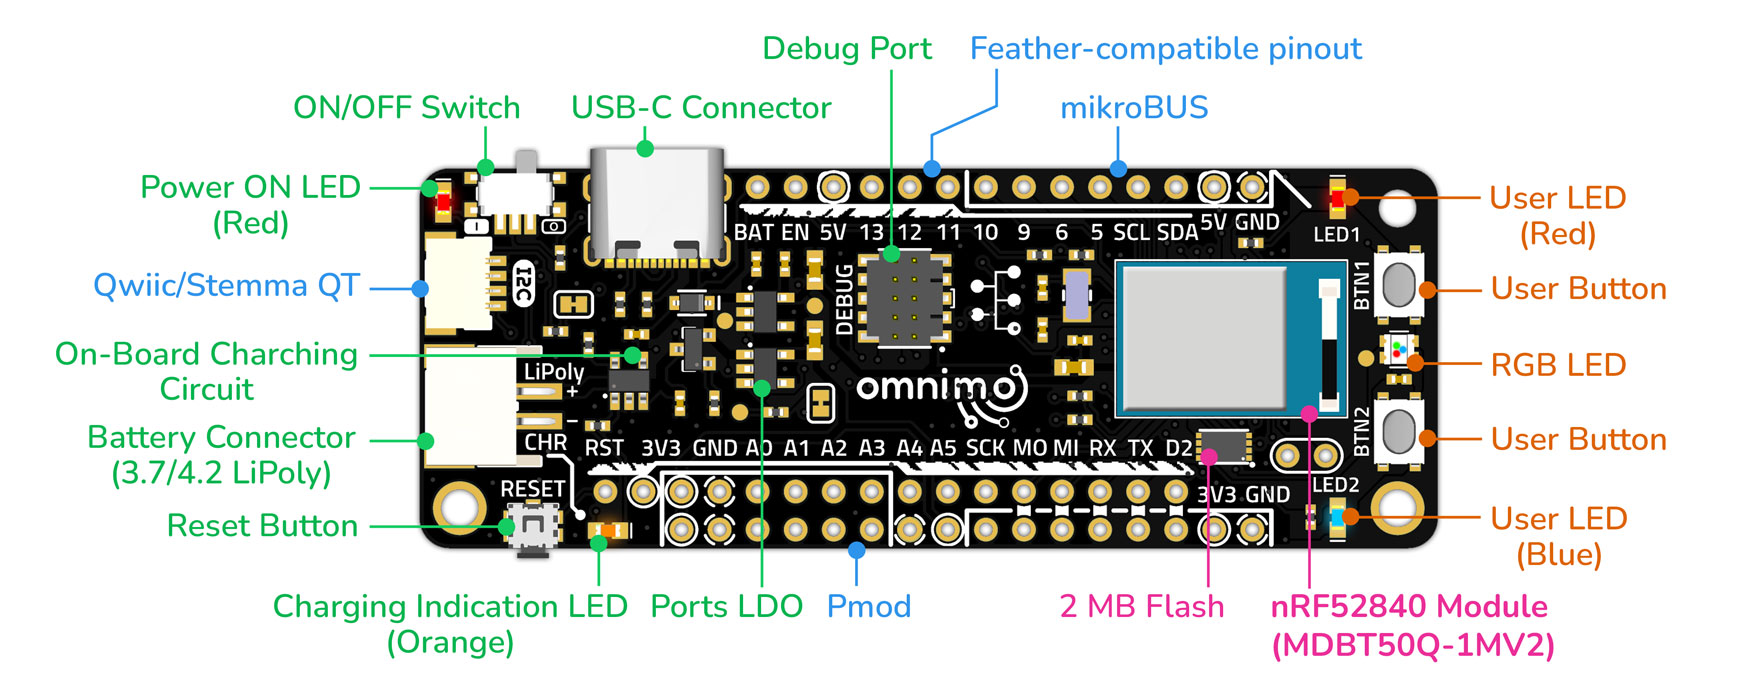 Debug Port
Feather-compatible pinout
ON/OFF Switch
USB-C Connector
mikroBUS
Power ON LED
(Red)
User LED
(Red)
Qwiic/Stemma QT
User Button
On-Board Charching
Circuit
RGB LED
Battery Connector
(3.7/4.2 LiPoly)
User Button
Reset Button
User LED
(Blue)
Charging Indication LED
(Orange)
Ports LDO
Pmod
2 MB Flash
nRF52840 Module
(MDBT50Q-1MV2)
I
O
BAT EN 5V 13 12 11 10 9 6 5 SCL SDA 5V GND
LED1
I2C
DEBUG
BTN1
LiPoly
+
-
omnimo
CHR
BTN2
RST 3V3 GND A0 A1 A2 A3 A4 A5 SCK MO MI RX TX D2
RESET
3V3 GND
LED2